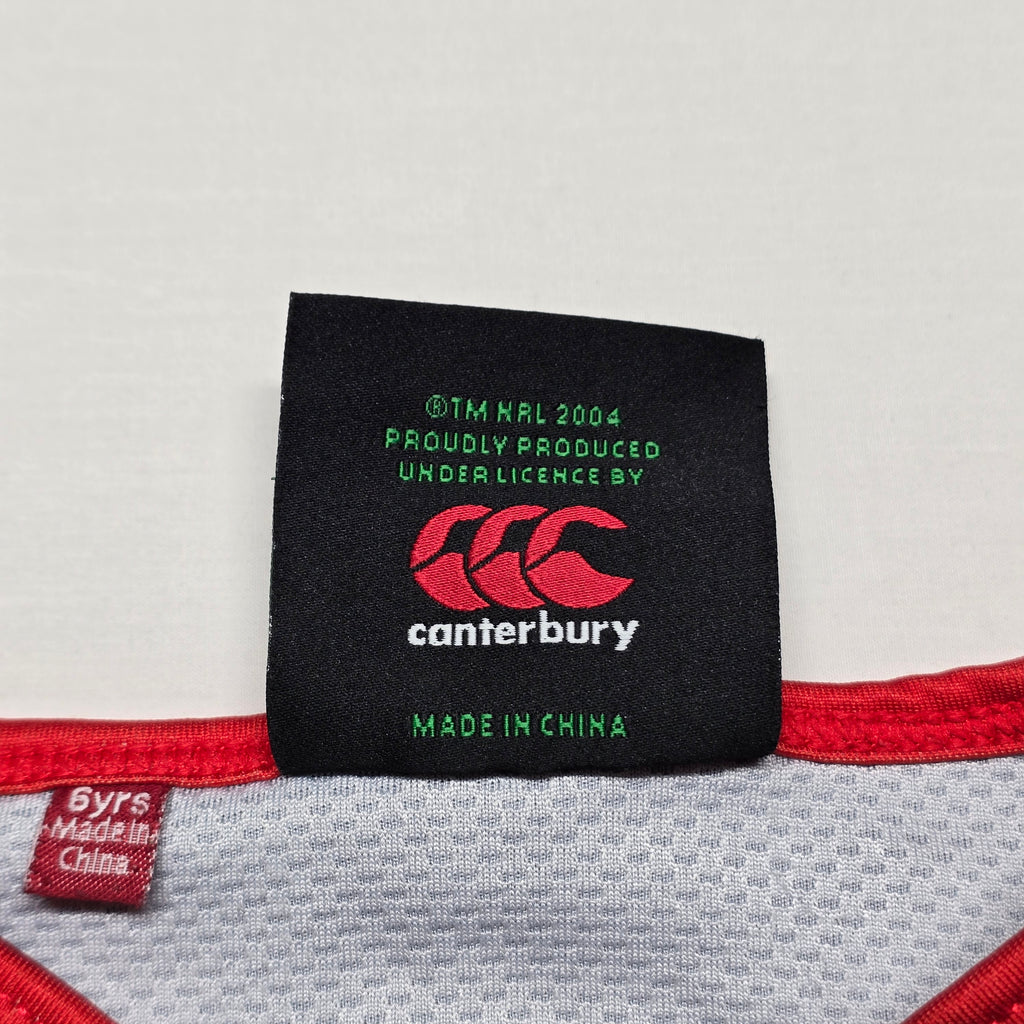 ®TM NRL 2004
PROUDLY PRODUCED
UNDER LICENCE BY
canterbury
MADE IN CHINA
6yrs
Made in
China